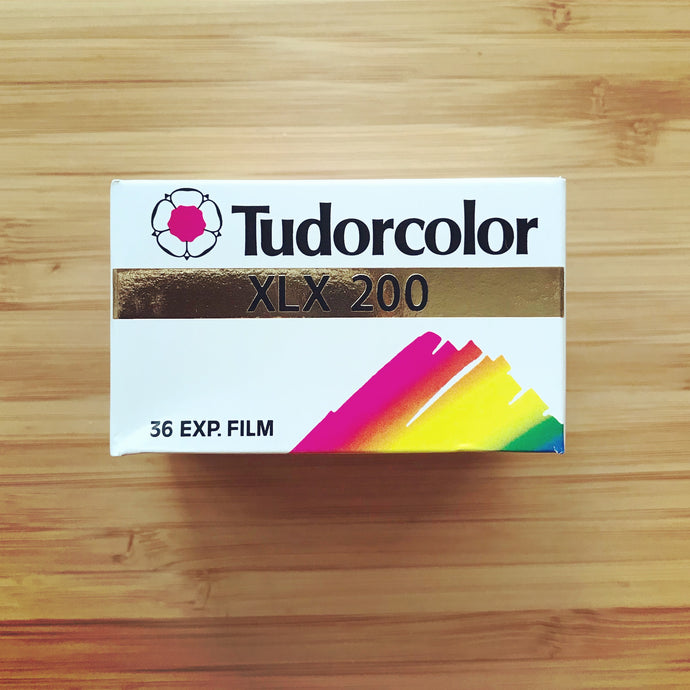 Tudorcolor
XLX 200
36 EXP. FILM